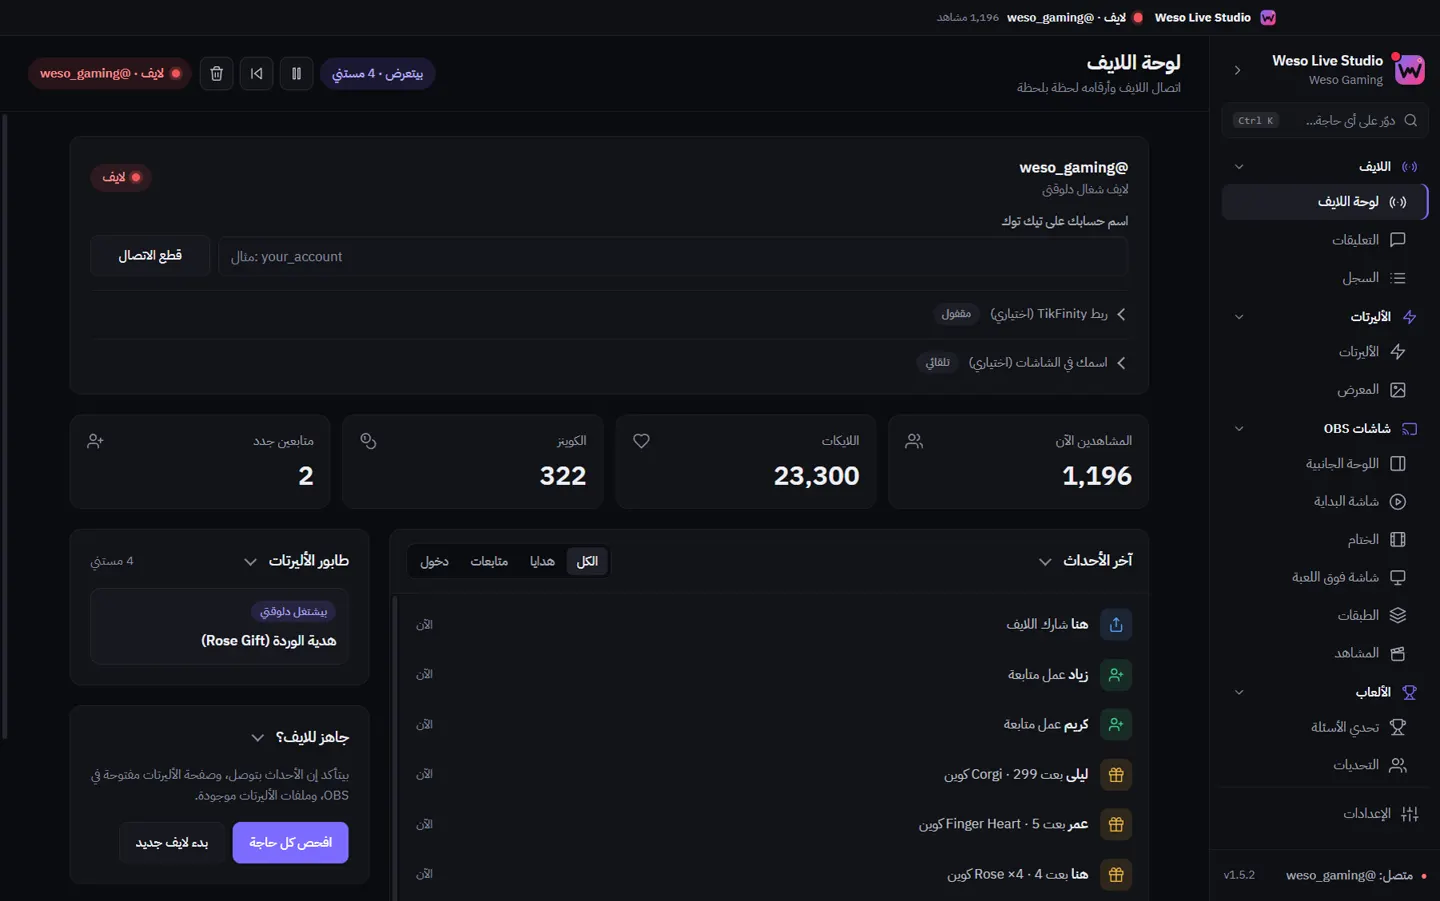 Weso Live Studio
لايف · @weso_gaming
1,196 مشاهد
Weso Live Studio
Weso Gaming
دوّر على أي حاجة...
Ctrl K
اللايف
لوحة اللايف
التعليقات
السجل
الأليرتات
الأليرتات
المعرض
شاشات OBS
اللوحة الجانبية
شاشة البداية
الختام
شاشة فوق اللعبة
الطبقات
المشاهد
الألعاب
تحدي الأسئلة
التحديات
الإعدادات
متصل: @weso_gaming
v1.5.2
لوحة اللايف
اتصال اللايف وأرقامه لحظة بلحظة
بيتعرض · 4 مستني
لايف · @weso_gaming
@weso_gaming
لايف
لايف شغال دلوقتي
اسم حسابك على تيك توك
مثال: your_account
قطع الاتصال
ربط TikFinity (اختياري)
مقفول
اسمك في الشاشات (اختياري)
تلقائي
المشاهدين الآن
1,196
اللايكات
23,300
الكوينز
322
متابعين جدد
2
آخر الأحداث
الكل
هدايا
متابعات
دخول
هنا شارك اللايف
الآن
زياد عمل متابعة
الآن
كريم عمل متابعة
الآن
ليلى بعت Corgi · 299 كوين
الآن
عمر بعت Finger Heart · 5 كوين
الآن
هنا بعت Rose ×4 · 4 كوين
الآن
طابور الأليرتات
4 مستني
بيشتغل دلوقتي
هدية الوردة (Rose Gift)
جاهز للايف؟
بيتأكد إن الأحداث بتوصل، وصفحة الأليرتات مفتوحة في
OBS، وملفات الأليرتات موجودة.
افحص كل حاجة
بدء لايف جديد